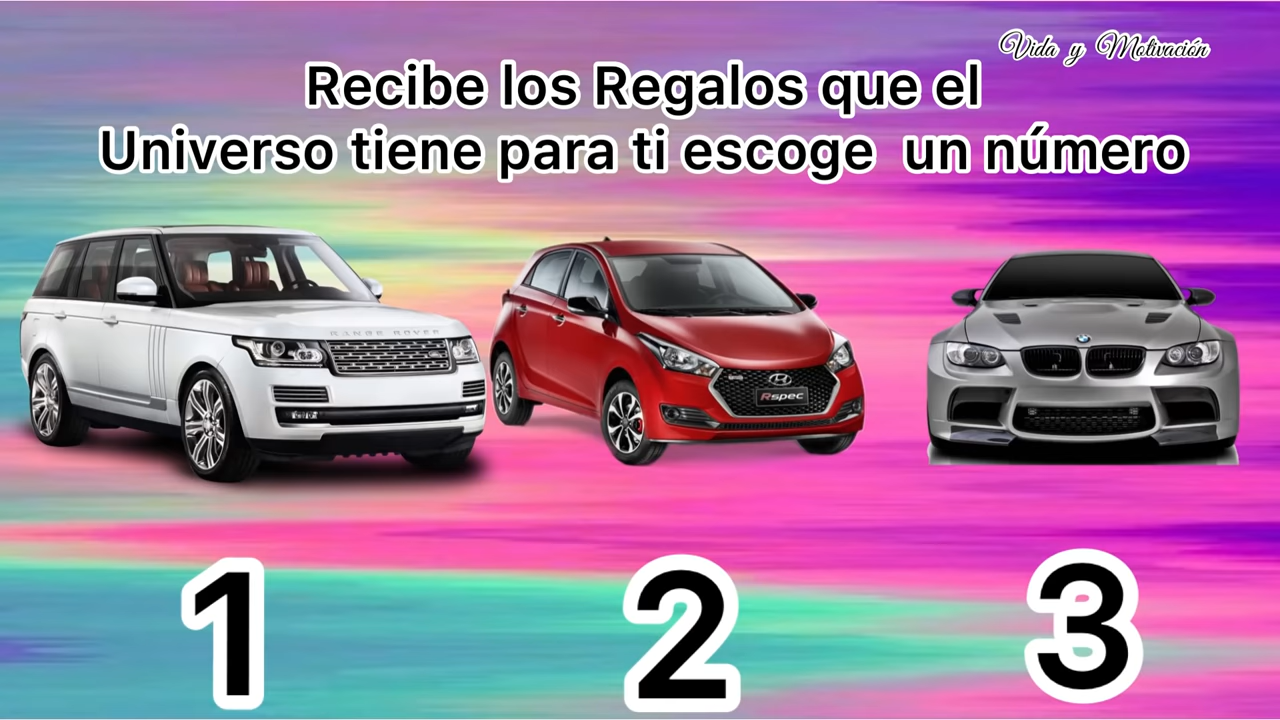 Vida y Motivación
Recibe los Regalos que el
Universo tiene para ti escoge un número
RANGE ROVER
Rspec
1
2
3